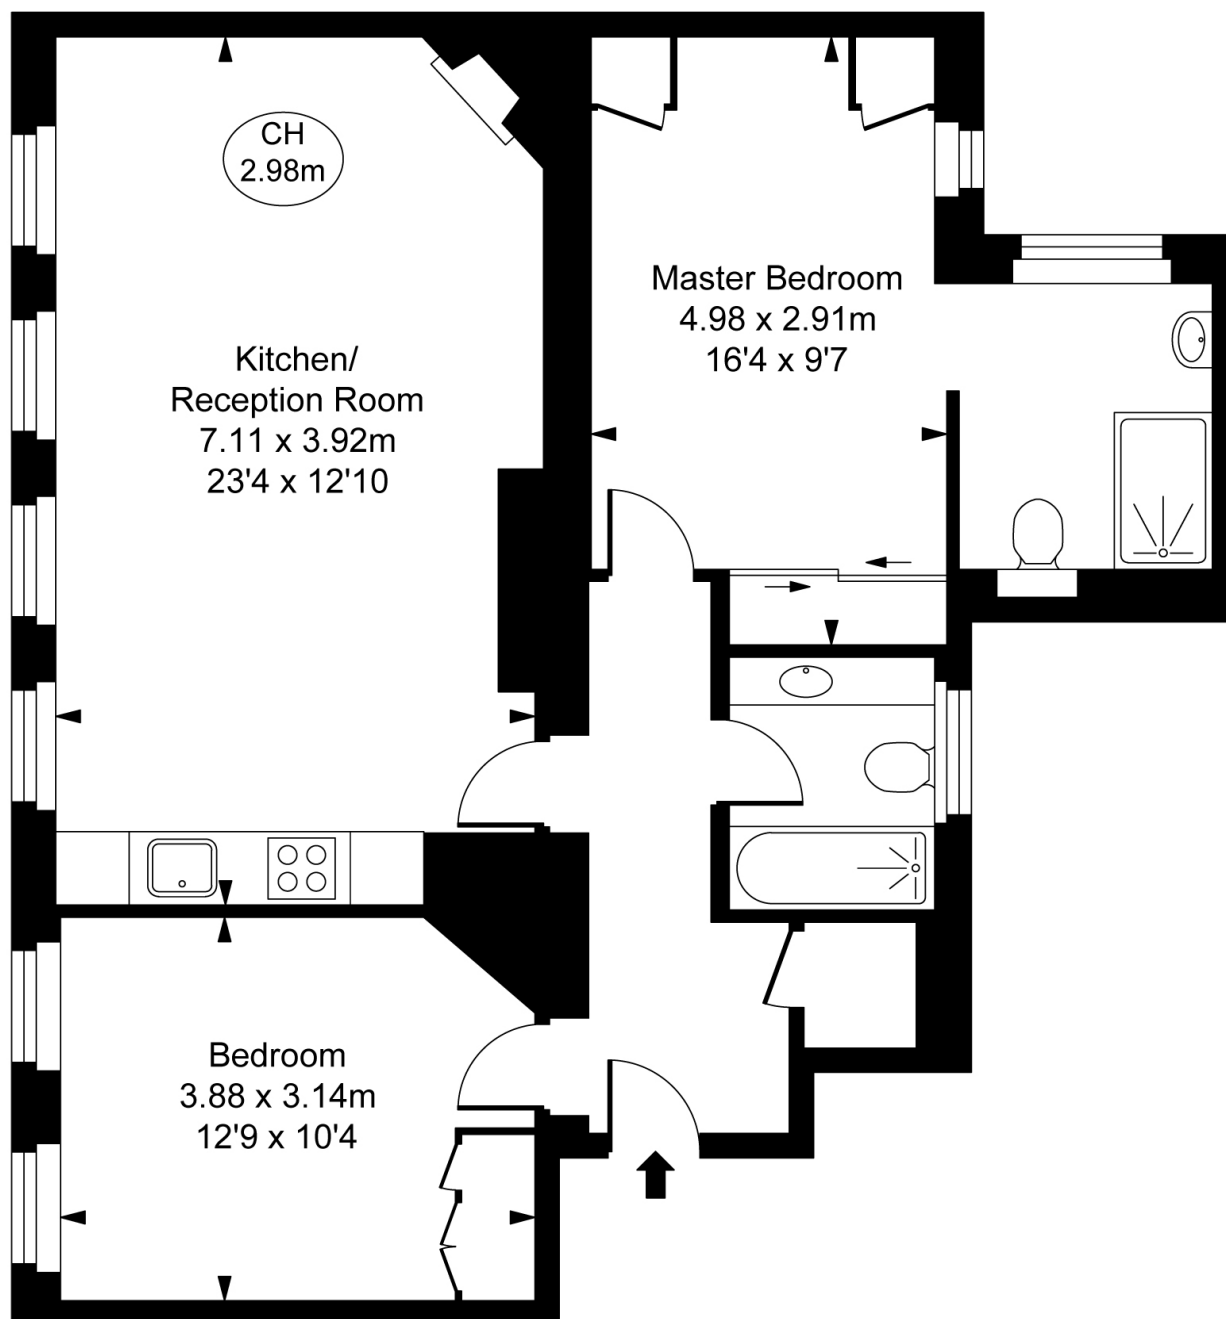 CH
2.98m
Kitchen/
Reception Room
7.11 x 3.92m
23'4 x 12'10
Master Bedroom
4.98 x 2.91m
16'4 x 9'7
Bedroom
3.88 x 3.14m
12'9 x 10'4